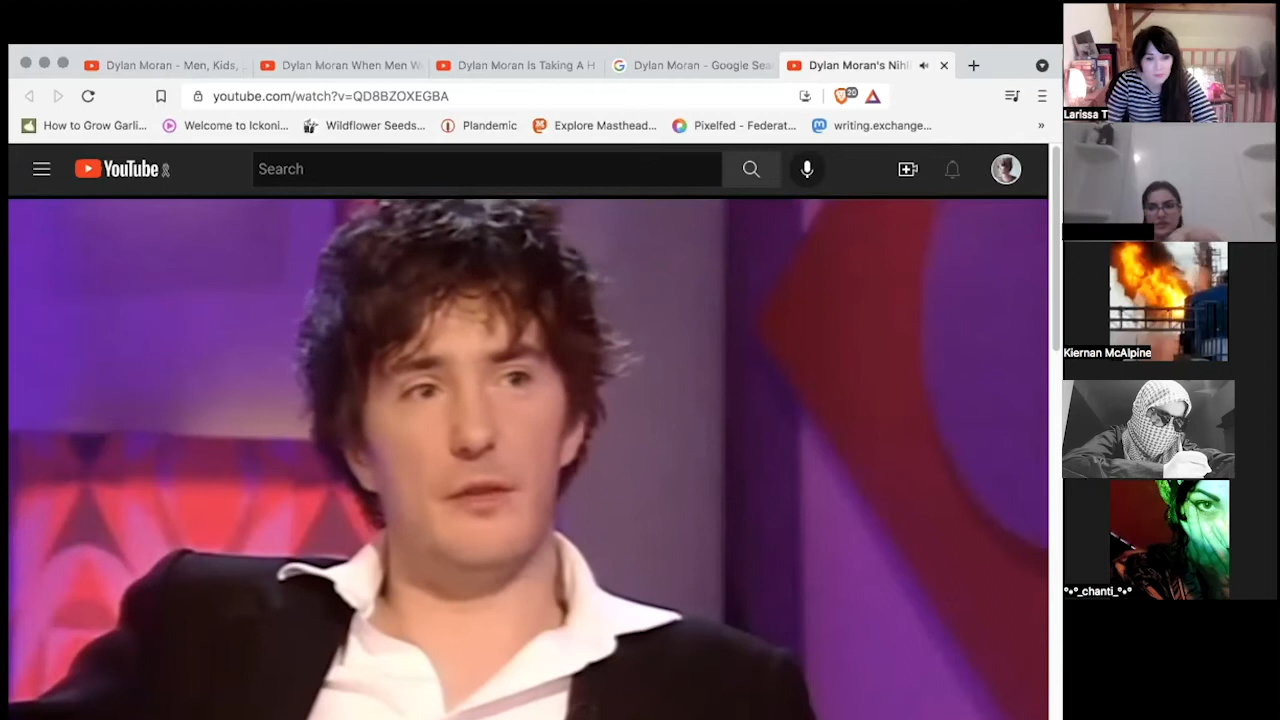 Dylan Moran - Men, Kids,
Dylan Moran When Men W
Dylan Moran Is Taking A H
Dylan Moran - Google Sea
Dylan Moran's Nihil
youtube.com/watch?v=QD8BZOXEGBA
20
How to Grow Garli...
Welcome to Ickoni...
Wildflower Seeds...
Plandemic
Explore Masthead...
Pixelfed - Federat...
writing.exchange...
»
YouTube
Search
Larissa T
Kiernan McAlpine
°•°_chanti_°•°